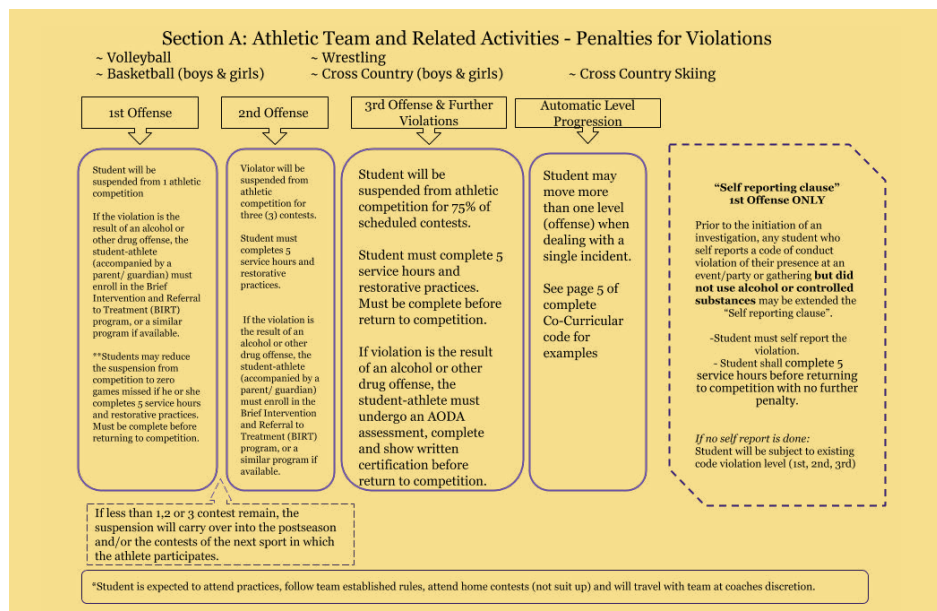 Section A: Athletic Team and Related Activities - Penalties for Violations
~ Volleyball
~ Basketball (boys & girls)
~ Wrestling
~ Cross Country (boys & girls)
~ Cross Country Skiing
1st Offense
Student will be
suspended from 1 athletic
competition
If the violation is the
result of an alcohol or
other drug offense, the
student-athlete
(accompanied by a
parent/ guardian) must
enroll in the Brief
Intervention and Referral
to Treatment (BIRT)
program, or a similar
program if available.
**Students may reduce
the suspension from
competition to zero
games missed if he or she
completes 5 service hours
and restorative practices.
Must be complete before
returning to competition.
2nd Offense
Violator will be
suspended from
athletic
competition for
three (3) contests.
Student must
completes 5
service hours and
restorative
practices.
If the violation is
the result of an
alcohol or other
drug offense, the
student-athlete
(accompanied by a
parent/ guardian)
must enroll in the
Brief Intervention
and Referral to
Treatment (BIRT)
program, or a
similar program if
available.
3rd Offense & Further
Violations
Student will be
suspended from athletic
competition for 75% of
scheduled contests.
Student must complete 5
service hours and
restorative practices.
Must be complete before
return to competition.
If violation is the result
of an alcohol or other
drug offense, the
student-athlete must
undergo an AODA
assessment, complete
and show written
certification before
return to competition.
Automatic Level
Progression
Student may
move more
than one level
(offense) when
dealing with a
single incident.
See page 5 of
complete
Co-Curricular
code for
examples
“Self reporting clause”
1st Offense ONLY
Prior to the initiation of an
investigation, any student who
self reports a code of conduct
violation of their presence at an
event/party or gathering but did
not use alcohol or controlled
substances may be extended the
“Self reporting clause”.
-Student must self report the
violation.
- Student shall complete 5
service hours before returning
to competition with no further
penalty.
If no self report is done:
Student will be subject to existing
code violation level (1st, 2nd, 3rd)
If less than 1,2 or 3 contest remain, the
suspension will carry over into the postseason
and/or the contests of the next sport in which
the athlete participates.
*Student is expected to attend practices, follow team established rules, attend home contests (not suit up) and will travel with team at coaches discretion.